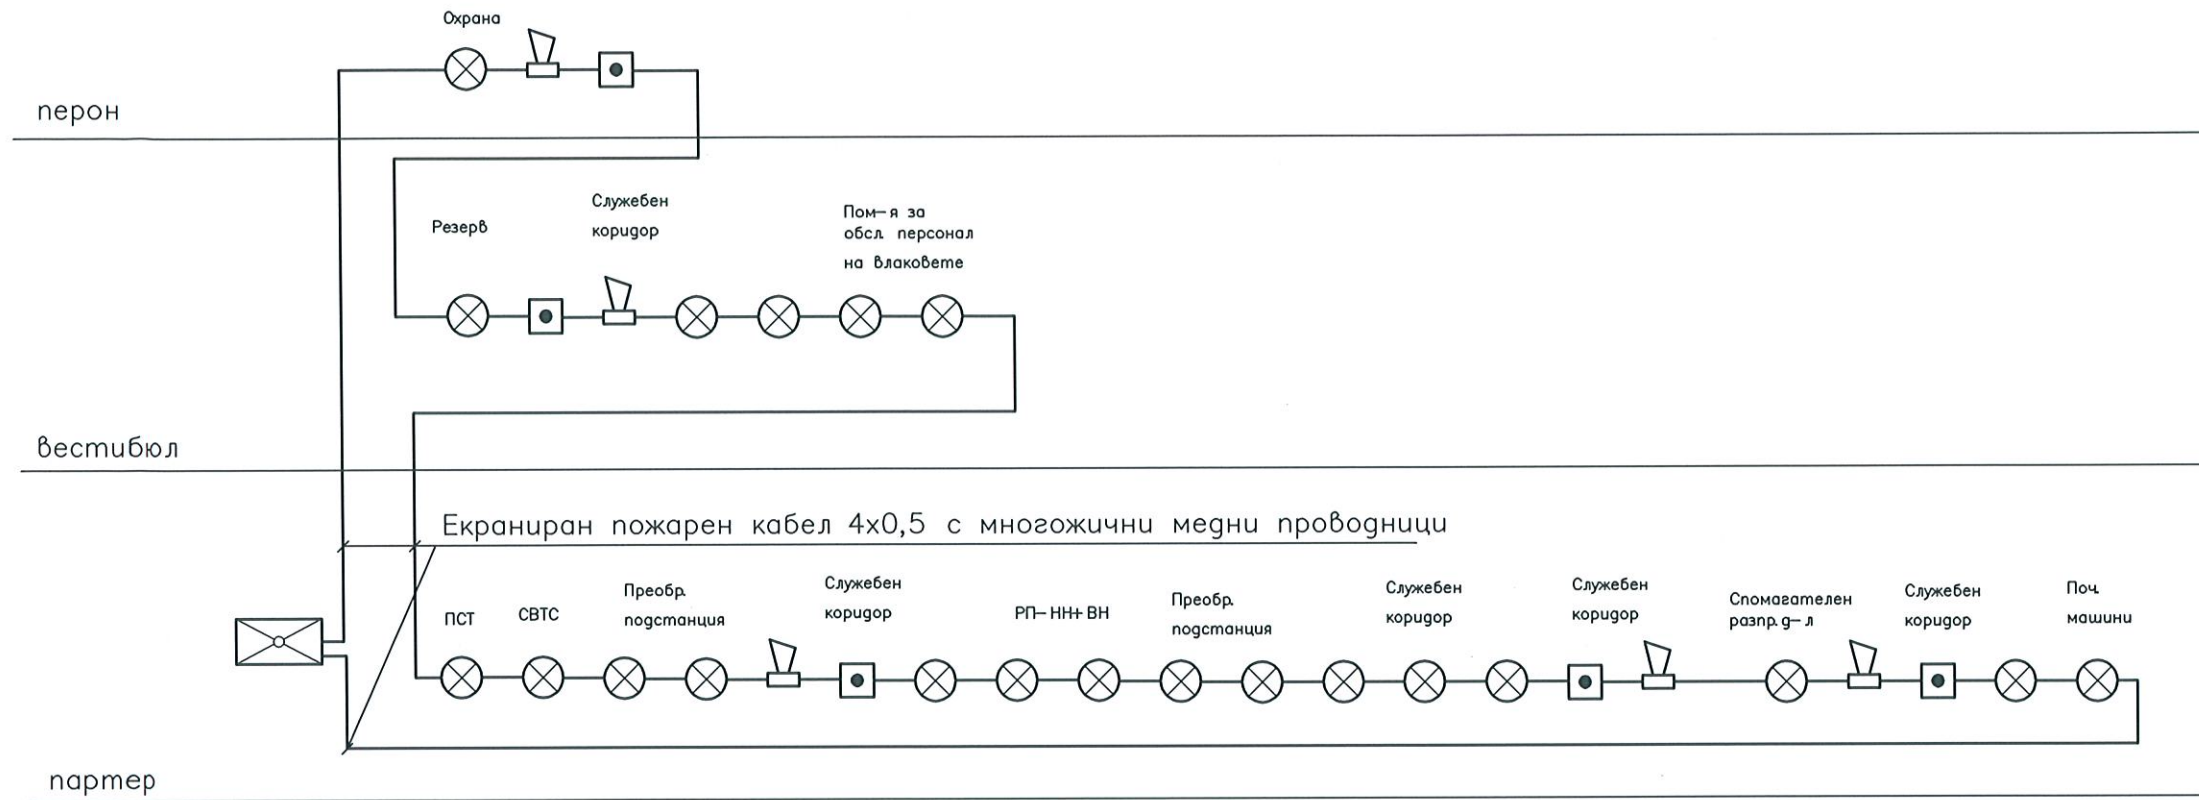 Охрана
перон
Резерв
Служебен
коридор
Пом-я за
обсл. персонал
на влаковете
вестибюл
Екраниран пожарен кабел 4x0,5 с многожични медни проводници
ПСТ
СВТС
Преобр.
подстанция
Служебен
коридор
РП-НН+ВН
Преобр.
подстанция
Служебен
коридор
Служебен
коридор
Спомагателен
разпр. д-л
Служебен
коридор
Поч.
машини
партер